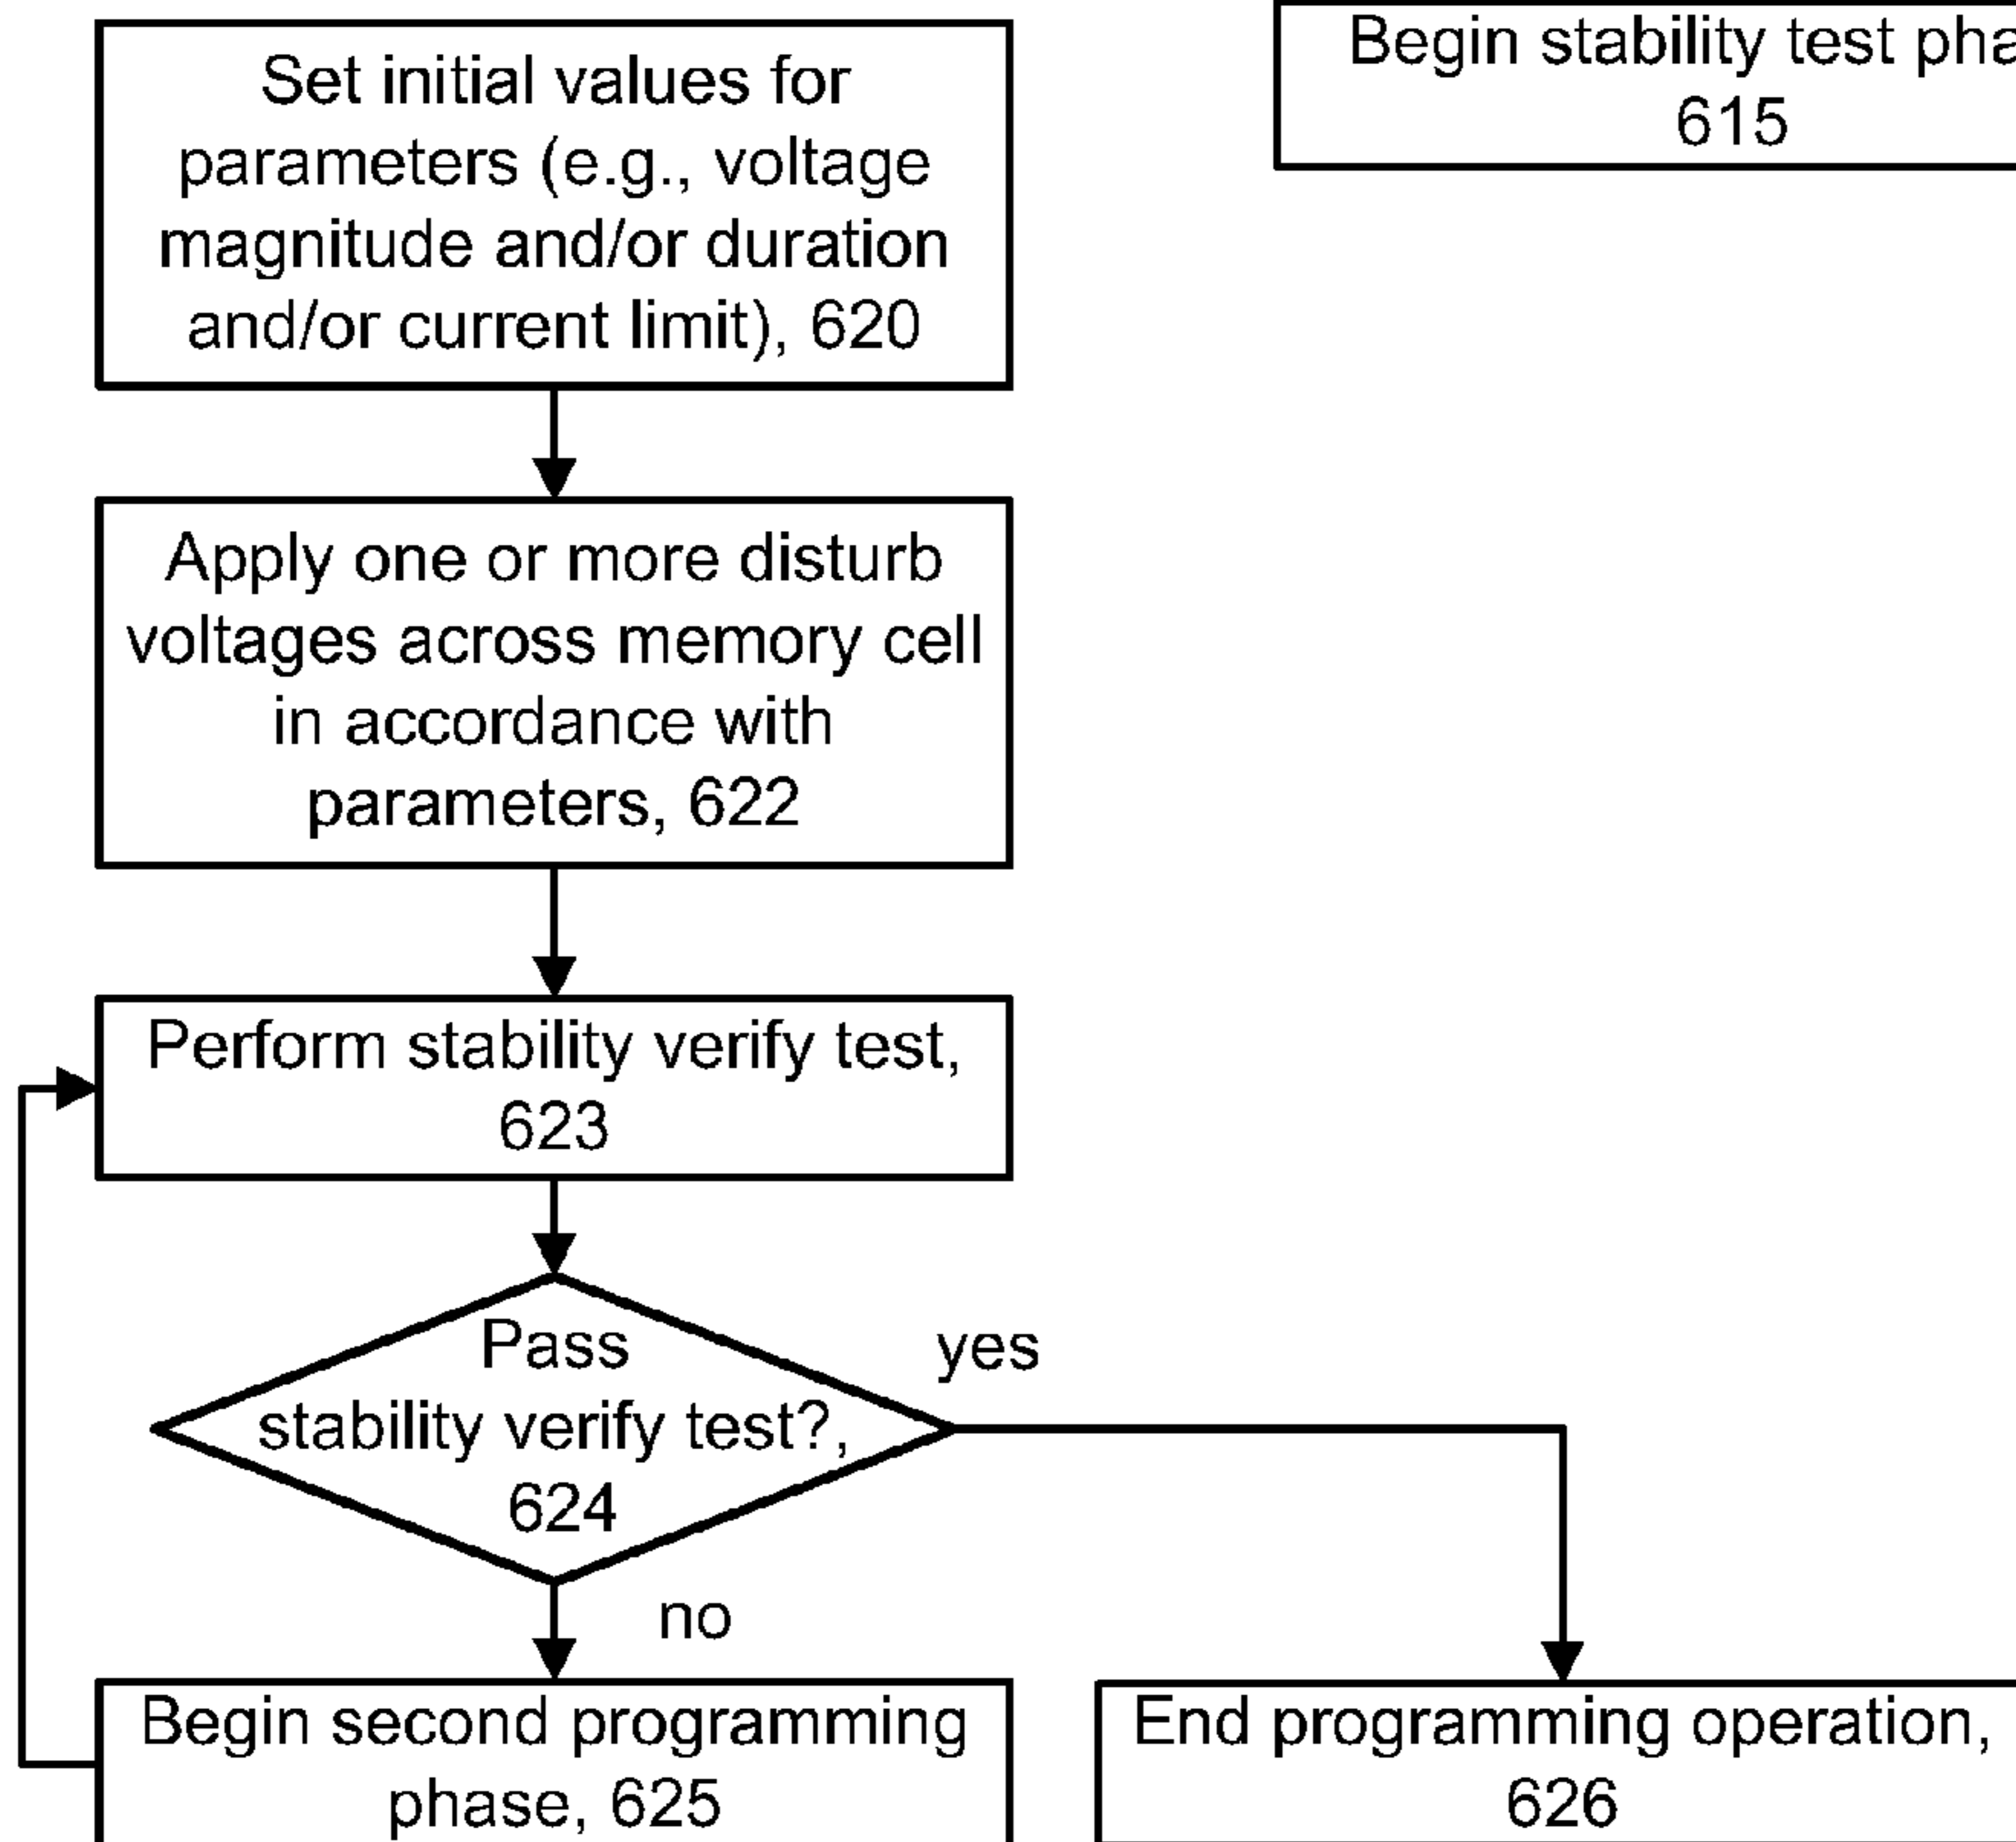 Set initial values for
parameters (e.g., voltage
magnitude and/or duration
and/or current limit), 620
Begin stability test pha
615
Apply one or more disturb
voltages across memory cell
in accordance with
parameters, 622
Perform stability verify test,
623
Pass
stability verify test?,
624
yes
no
Begin second programming
phase, 625
End programming operation,
626